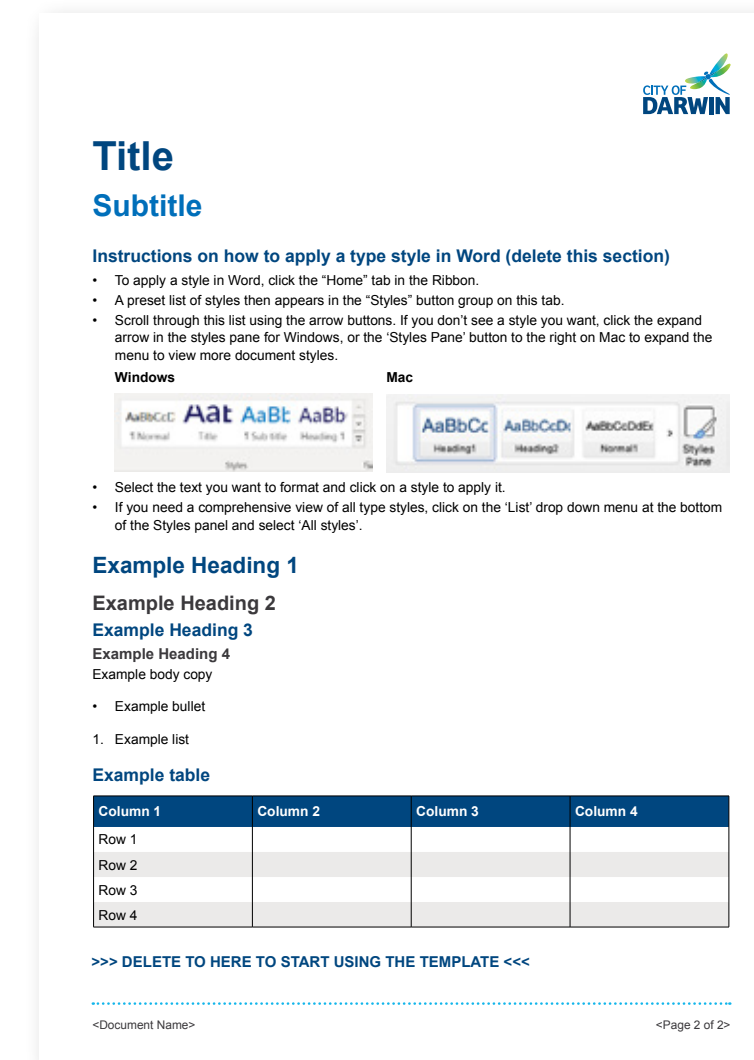 CITY OF
DARWIN
Title
Subtitle
Instructions on how to apply a type style in Word (delete this section)
• To apply a style in Word, click the “Home” tab in the Ribbon.
• A preset list of styles then appears in the “Styles” button group on this tab.
• Scroll through this list using the arrow buttons. If you don’t see a style you want, click the expand
arrow in the styles pane for Windows, or the ‘Styles Pane’ button to the right on Mac to expand the
menu to view more document styles.
Windows Mac
AaBbCcC AaI AaBt AaBb
¶ Normal Title ¶ Sub title Heading 1
Styles
AaBbCc AaBbCcDc AaBbCcDdEx
Heading1 Heading2 Normal1
Styles
Pane
• Select the text you want to format and click on a style to apply it.
• If you need a comprehensive view of all type styles, click on the ‘List’ drop down menu at the bottom
of the Styles panel and select ‘All styles’.
Example Heading 1
Example Heading 2
Example Heading 3
Example Heading 4
Example body copy
• Example bullet
1. Example list
Example table
Column 1 Column 2 Column 3 Column 4
Row 1
Row 2
Row 3
Row 4
>>> DELETE TO HERE TO START USING THE TEMPLATE <<<
<Document Name> <Page 2 of 2>